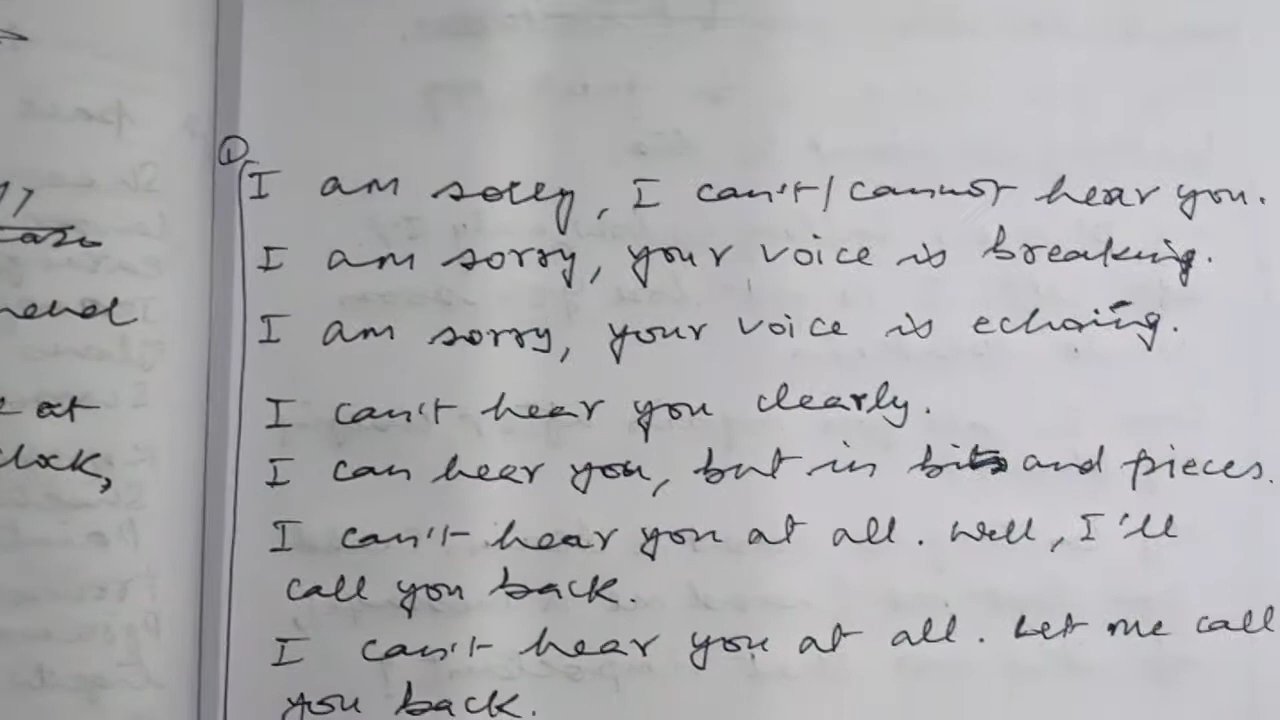 ①
I am sorry, I can't/cannot hear you.
I am sorry, your voice is breaking.
I am sorry, your voice is echoing.
I can't hear you clearly.
I can hear you, but in bits and pieces.
I can't hear you at all. Well, I'll
call you back.
I can't hear you at all. Let me call
you back.
at